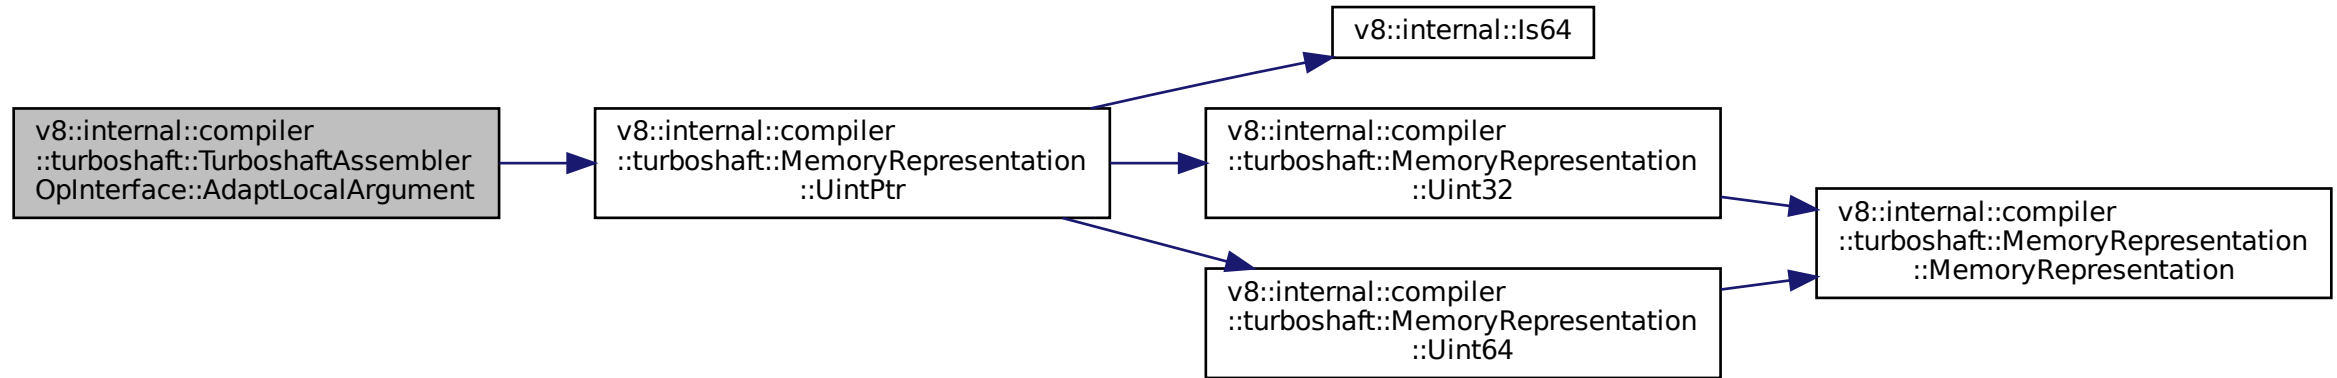 v8::internal::compiler
::turboshaft::TurboshaftAssembler
OpInterface::AdaptLocalArgument
v8::internal::compiler
::turboshaft::MemoryRepresentation
::UintPtr
v8::internal::Is64
v8::internal::compiler
::turboshaft::MemoryRepresentation
::Uint32
v8::internal::compiler
::turboshaft::MemoryRepresentation
::Uint64
v8::internal::compiler
::turboshaft::MemoryRepresentation
::MemoryRepresentation